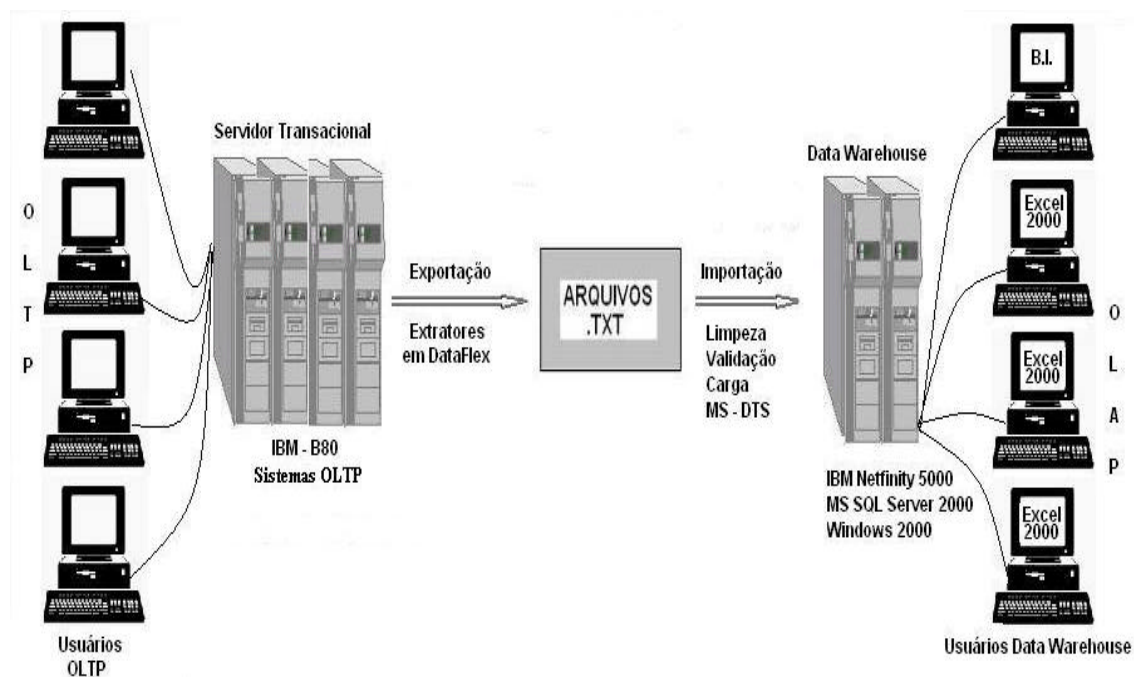 O
L
T
P
Usuários
OLTP
Servidor Transacional
IBM - B80
Sistemas OLTP
Exportação
Extratores
em DataFlex
ARQUIVOS
.TXT
Importação
Limpeza
Validação
Carga
MS - DTS
Data Warehouse
IBM Netfinity 5000
MS SQL Server 2000
Windows 2000
B.I.
Excel
2000
Excel
2000
Excel
2000
O
L
A
P
Usuários Data Warehouse